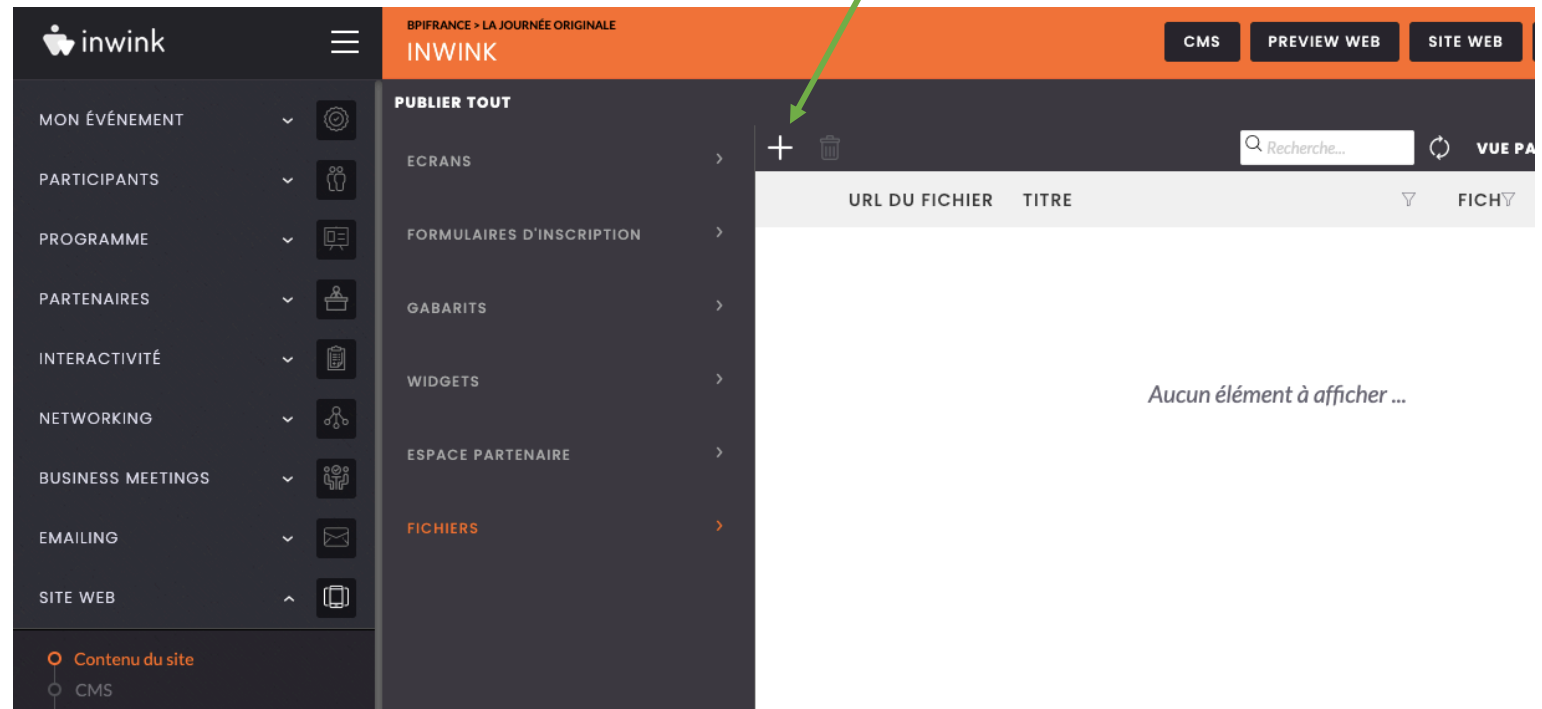 inwink
BPIFRANCE > LA JOURNÉE ORIGINALE
INWINK
CMS
PREVIEW WEB
SITE WEB
MON ÉVÉNEMENT
PARTICIPANTS
PROGRAMME
PARTENAIRES
INTERACTIVITÉ
NETWORKING
BUSINESS MEETINGS
EMAILING
SITE WEB
Contenu du site
CMS
PUBLIER TOUT
ECRANS
FORMULAIRES D'INSCRIPTION
GABARITS
WIDGETS
ESPACE PARTENAIRE
FICHIERS
Recherche...
VUE PA
URL DU FICHIER TITRE FICH
Aucun élément à afficher ...